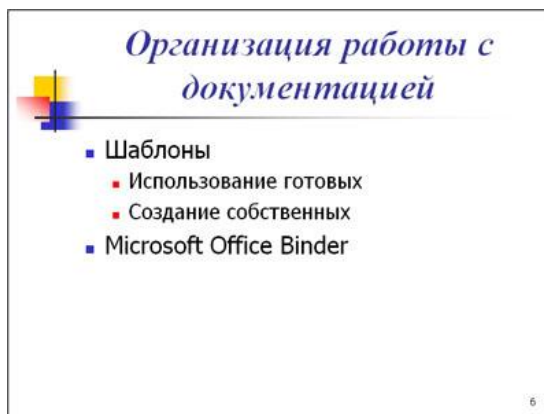 Организация работы с
документацией
Шаблоны
Использование готовых
Создание собственных
Microsoft Office Binder
6